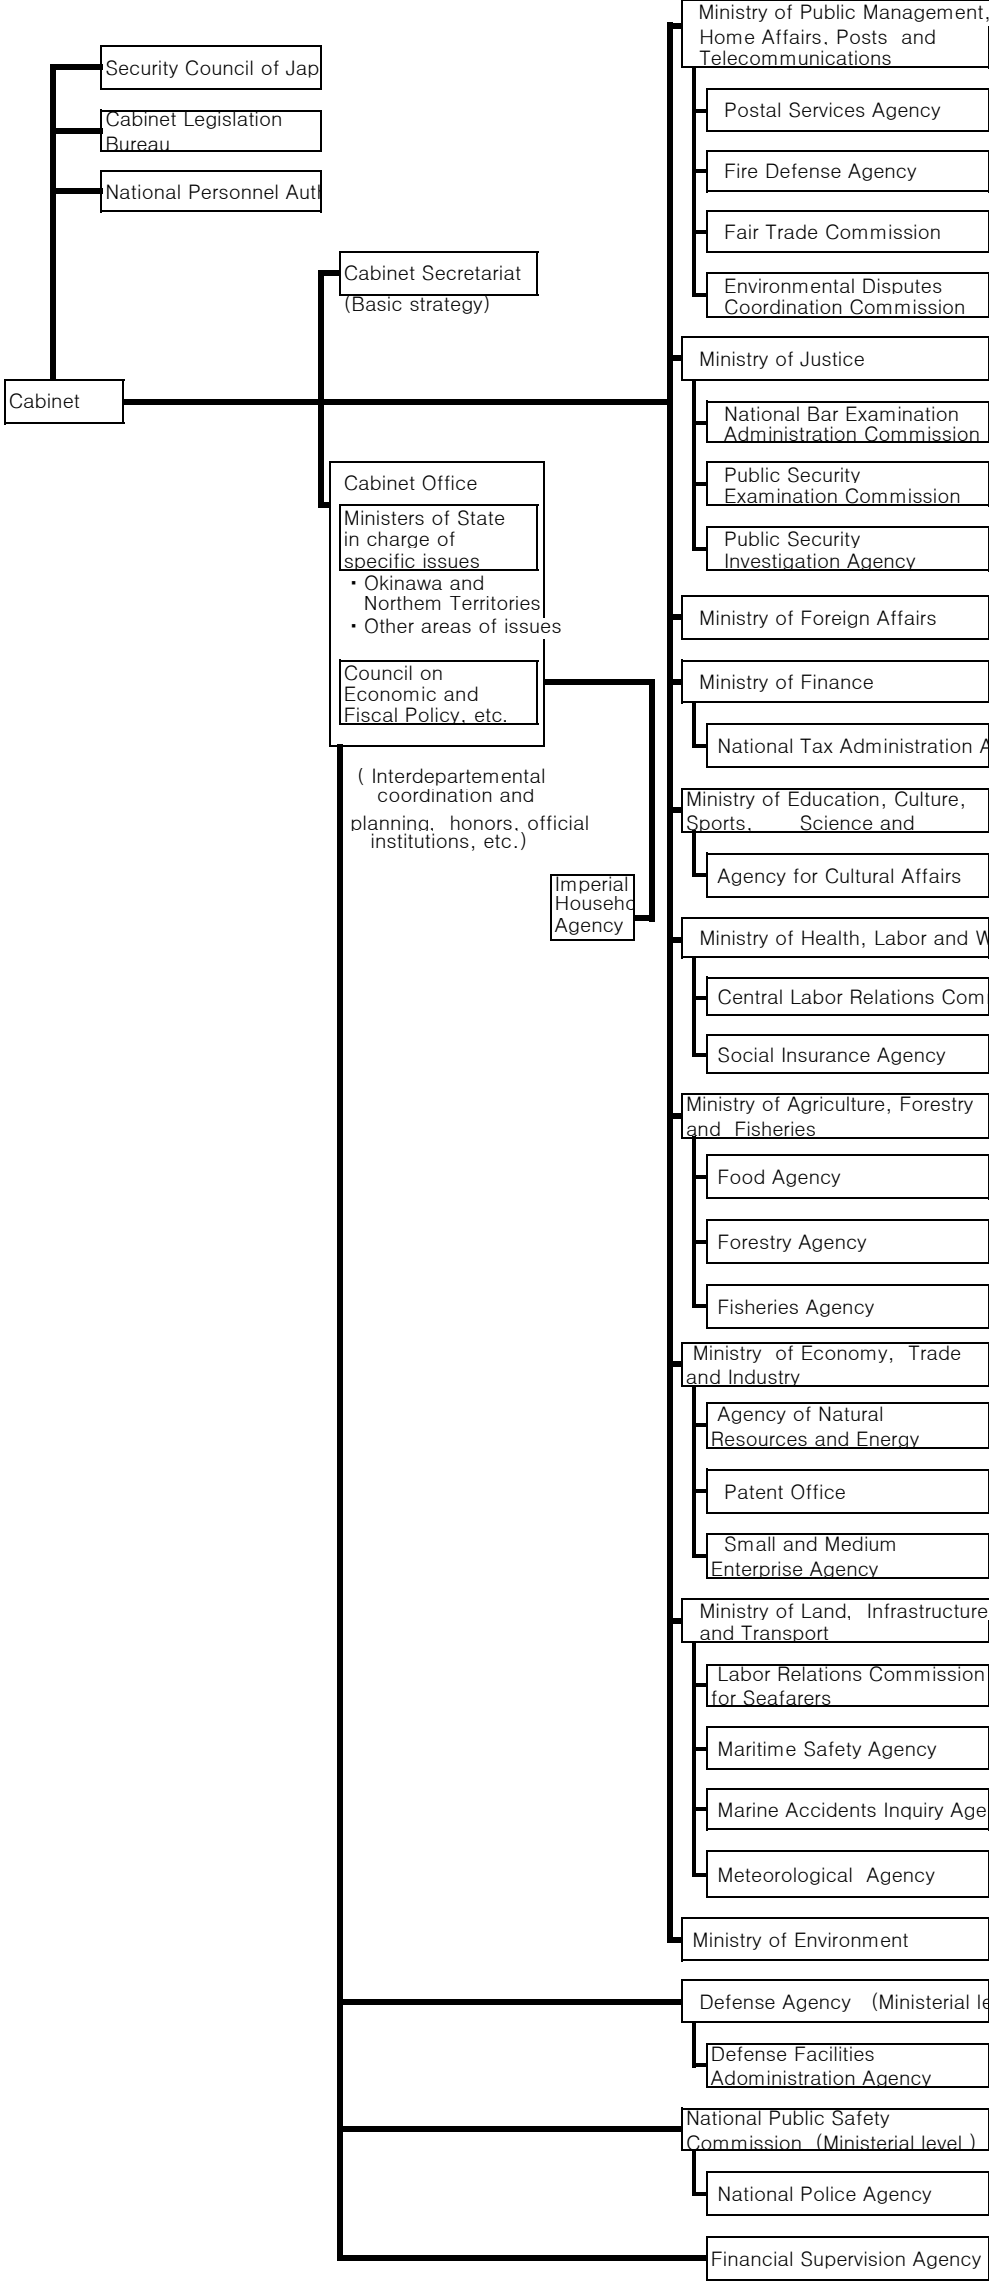 Security Council of Jap
Cabinet Legislation
Bureau
National Personnel
Cabinet Secretariat
(Basic strategy)
Cabinet
Cabinet Office
Ministers of State
in charge of
specific issues
・Okinawa and
Northem Territories
・Other areas of issues
Council on
Economic and
Fiscal Policy, etc.
( Interdepartemental
coordination and
planning, honors, official
institutions, etc.)
Imperial
Househo
Agency
Ministry of Public Management,
Home Affairs, Posts and
Telecommunications
Postal Services Agency
Fire Defense Agency
Fair Trade Commission
Environmental Disputes
Coordination Commission
Ministry of Justice
National Bar Examination
Administration Commission
Public Security
Examination Commission
Public Security
Investigation Agency
Ministry of Foreign Affairs
Ministry of Finance
National Tax Administration A
Ministry of Education, Culture,
Sports, Science and
Agency for Cultural Affairs
Ministry of Health, Labor and W
Central Labor Relations Com
Social Insurance Agency
Ministry of Agriculture, Forestry
and Fisheries
Food Agency
Forestry Agency
Fisheries Agency
Ministry of Economy, Trade
and Industry
Agency of Natural
Resources and Energy
Patent Office
Small and Medium
Enterprise Agency
Ministry of Land, Infrastructure
and Transport
Labor Relations Commission
for Seafarers
Maritime Safety Agency
Marine Accidents Inquiry Age
Meteorological Agency
Ministry of Environment
Defense Agency (Ministerial le
Defense Facilities
Adoministration Agency
National Public Safety
Commission (Ministerial level )
National Police Agency
Financial Supervision Agency